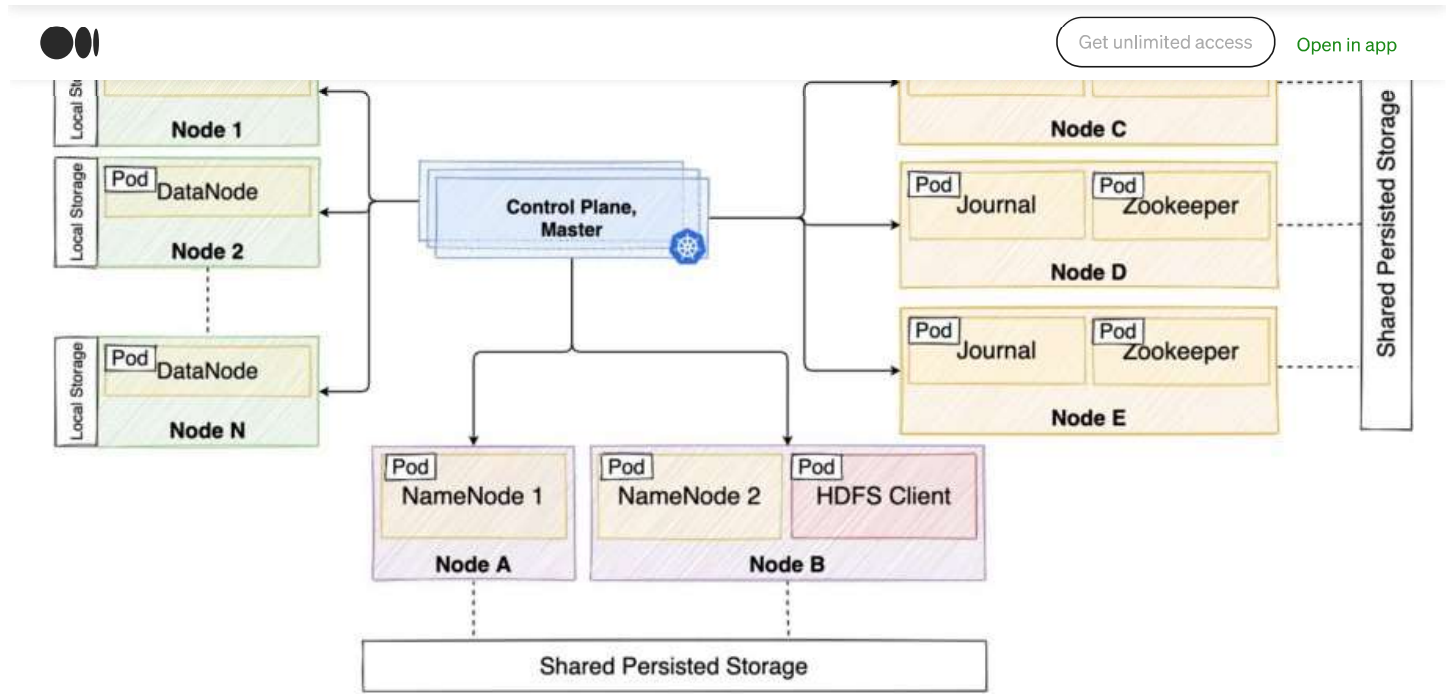 Get unlimited access
Open in app
Node 1
Local Storage
Pod
DataNode
Node 2
Local Storage
Pod
DataNode
Node N
Control Plane,
Master
Node C
Pod
Journal
Pod
Zookeeper
Node D
Pod
Journal
Pod
Zookeeper
Node E
Shared Persisted Storage
Pod
NameNode 1
Node A
Pod
NameNode 2
Pod
HDFS Client
Node B
Shared Persisted Storage